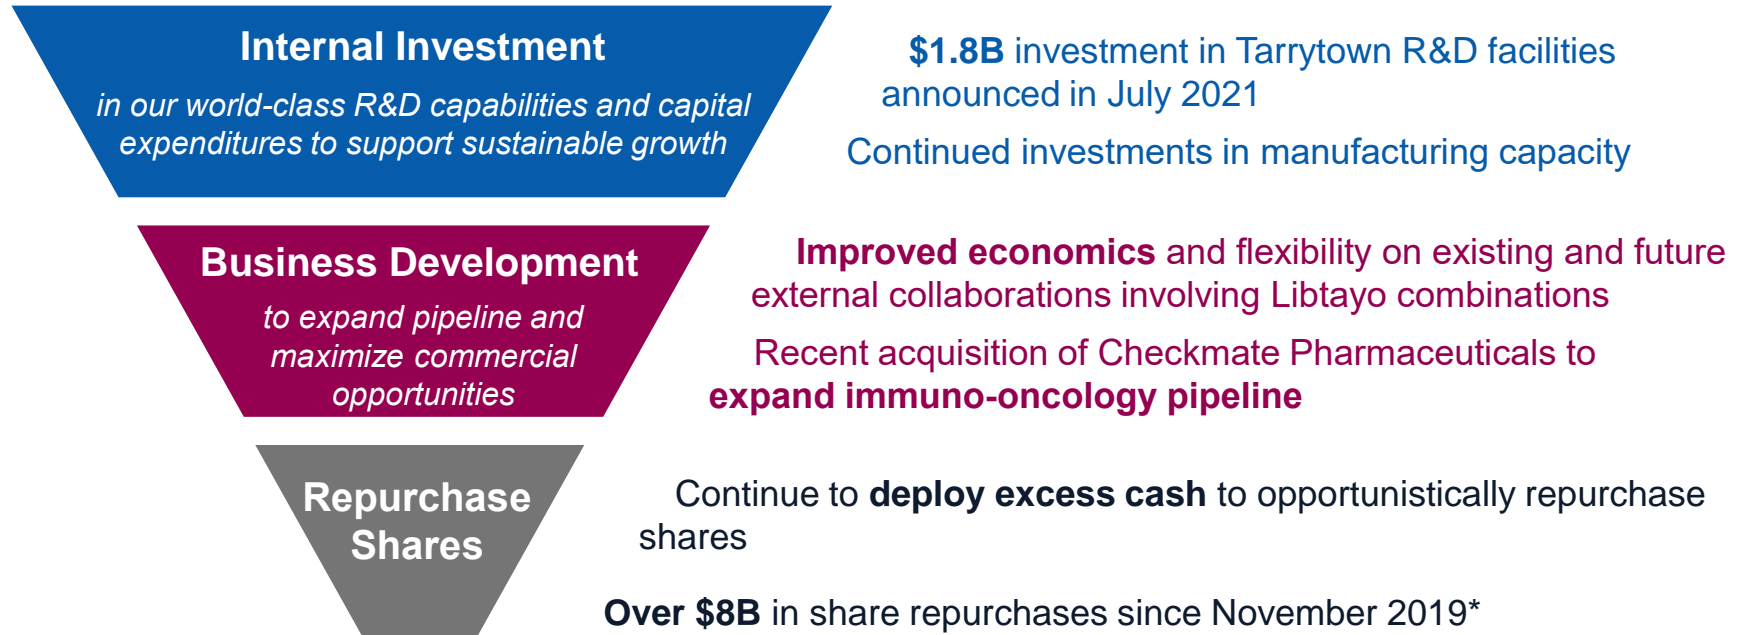 Internal Investment
in our world-class R&D capabilities and capital
expenditures to support sustainable growth
$1.8B investment in Tarrytown R&D facilities
announced in July 2021
Continued investments in manufacturing capacity
Business Development
to expand pipeline and
maximize commercial
opportunities
Improved economics and flexibility on existing and future
external collaborations involving Libtayo combinations
Recent acquisition of Checkmate Pharmaceuticals to
expand immuno-oncology pipeline
Repurchase
Shares
Continue to deploy excess cash to opportunistically repurchase
shares
Over $8B in share repurchases since November 2019*